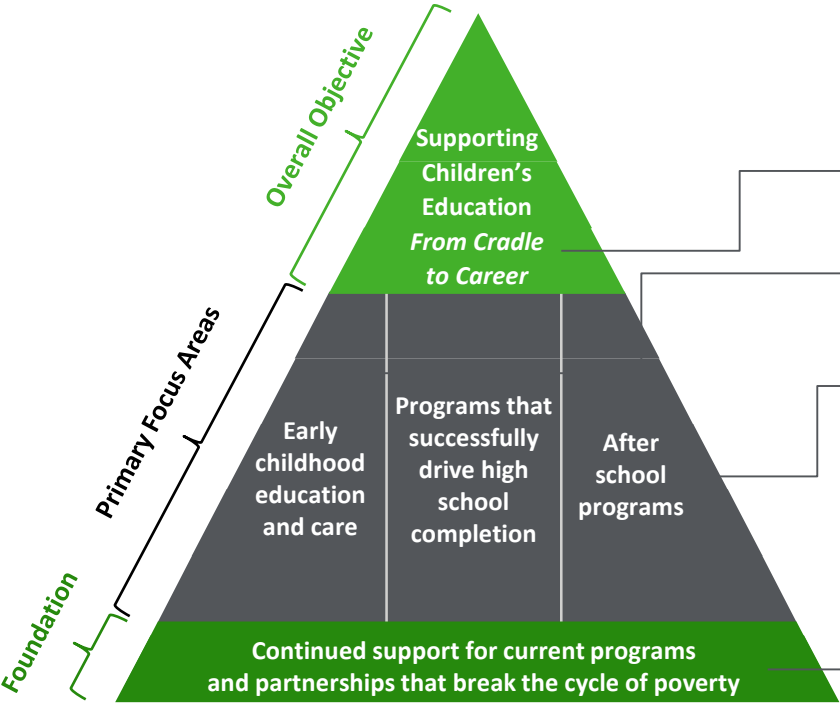 Overall Objective
Supporting
Children’s
Education
From Cradle
to Career
Primary Focus Areas
Early
childhood
education
and care
Programs that
successfully
drive high
school
completion
After
school
programs
Foundation
Continued support for current programs
and partnerships that break the cycle of poverty